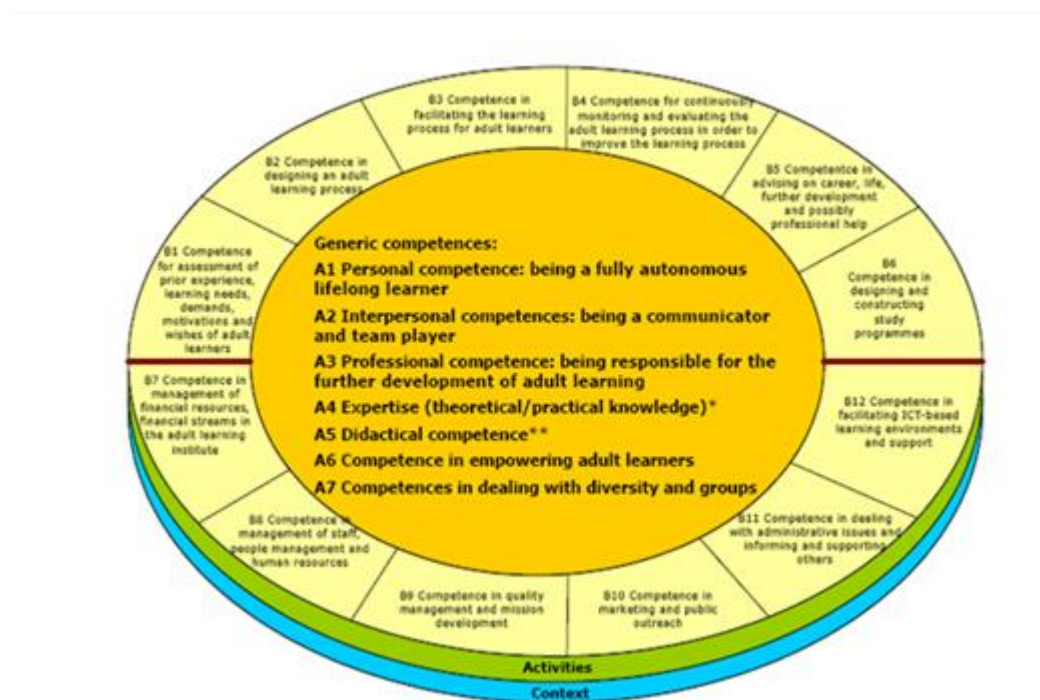 B3 Competence in
facilitating the learning
process for adult learners
B4 Competence for continuously
monitoring and evaluating the
adult learning process in order to
improve the learning process
B2 Competence in
designing an adult
learning process
B5 Competentce in
advising on career, life,
further development
and possibly
professional help
B1 Competence
for assessment of
prior experience,
learning needs,
demands,
motivations and
wishes of adult
learners
B6
Competence in
designing and
constructing
study
programmes
Generic competences:
A1 Personal competence: being a fully autonomous
lifelong learner
A2 Interpersonal competences: being a communicator
and team player
A3 Professional competence: being responsible for the
further development of adult learning
A4 Expertise (theoretical/practical knowledge)*
A5 Didactical competence**
A6 Competence in empowering adult learners
A7 Competences in dealing with diversity and groups
B7 Competence in
management of
financial resources,
financial streams in
the adult learning
institute
B12 Competence in
facilitating ICT-based
learning environments
and support
B8 Competence in
management of staff,
people management and
human resources
B11 Competence in dealing
with administrative issues and
informing and supporting
others
B9 Competence in quality
management and mission
development
B10 Competence in
marketing and public
outreach
Activities
Context